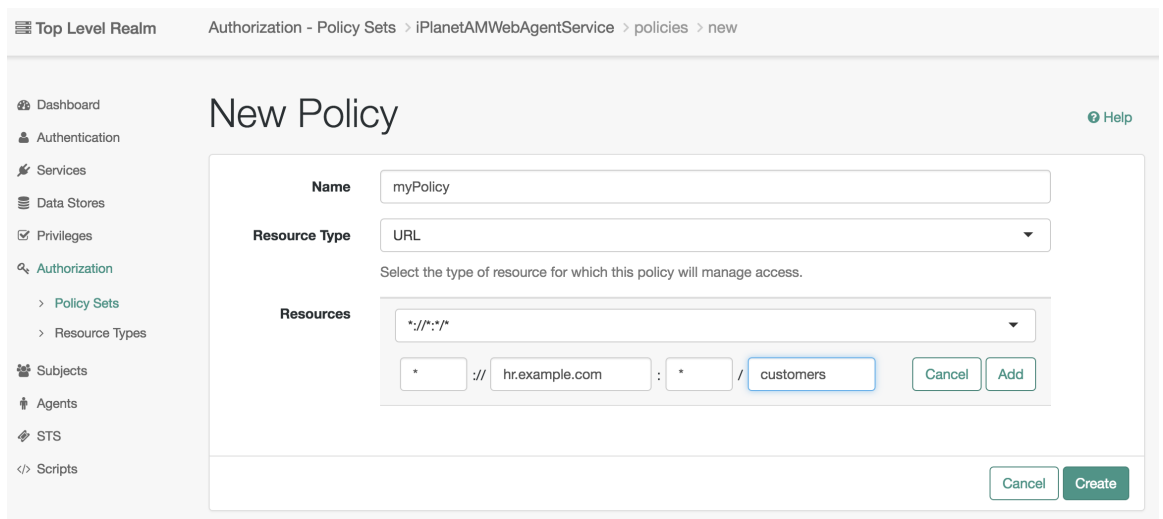 Top Level Realm
Authorization - Policy Sets > iPlanetAMWebAgentService > policies > new
Dashboard
Authentication
Services
Data Stores
Privileges
Authorization
> Policy Sets
> Resource Types
Subjects
Agents
STS
</> Scripts
New Policy
? Help
Name myPolicy
Resource Type URL
Select the type of resource for which this policy will manage access.
Resources *://*:*/*
* :// hr.example.com : * / customers Cancel Add
Cancel Create